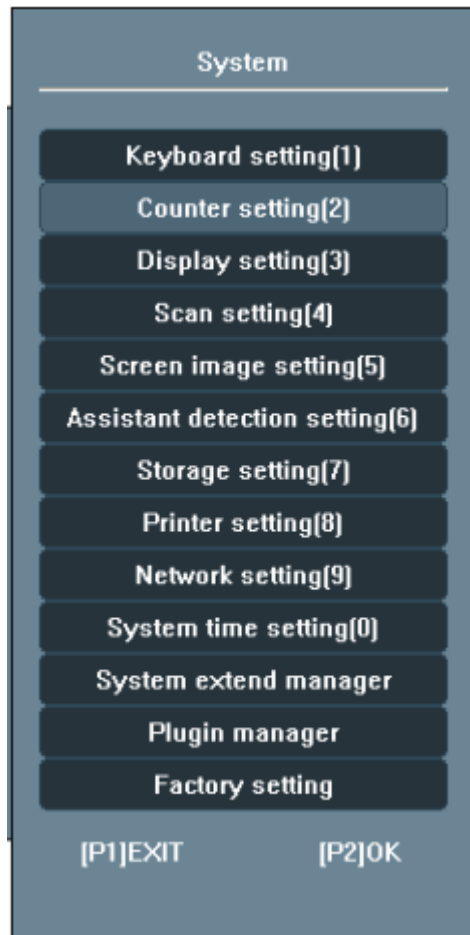 System
Keyboard setting(1)
Counter setting(2)
Display setting(3)
Scan setting(4)
Screen image setting(5)
Assistant detection setting(6)
Storage setting(7)
Printer setting(8)
Network setting(9)
System time setting(0)
System extend manager
Plugin manager
Factory setting
[P1]EXIT [P2]OK